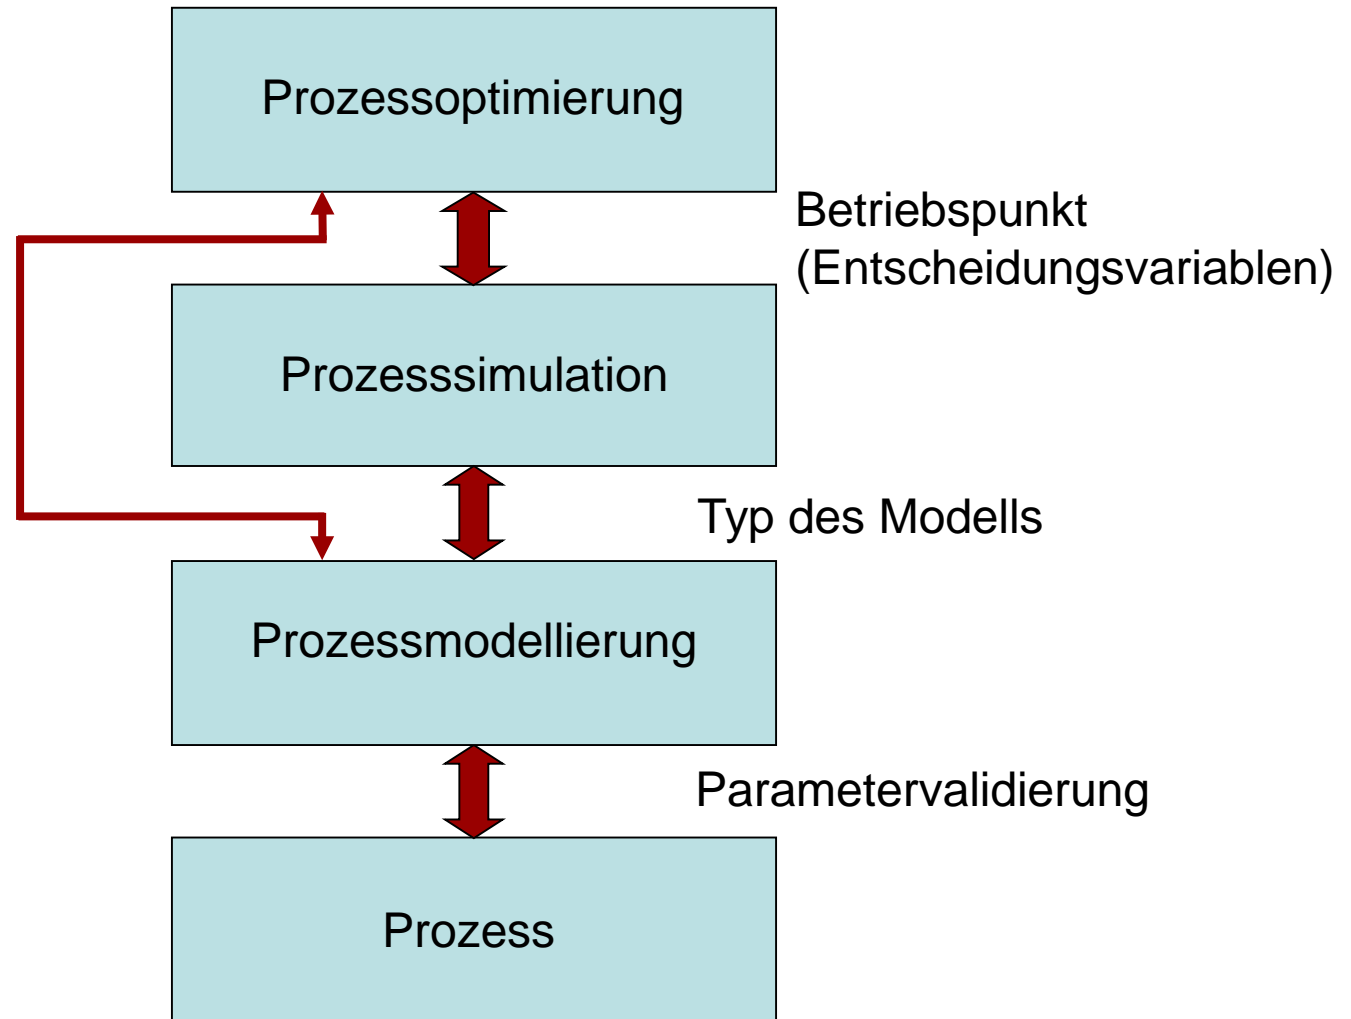 Prozessoptimierung
Betriebspunkt
(Entscheidungsvariablen)
Prozesssimulation
Typ des Modells
Prozessmodellierung
Parametervalidierung
Prozess